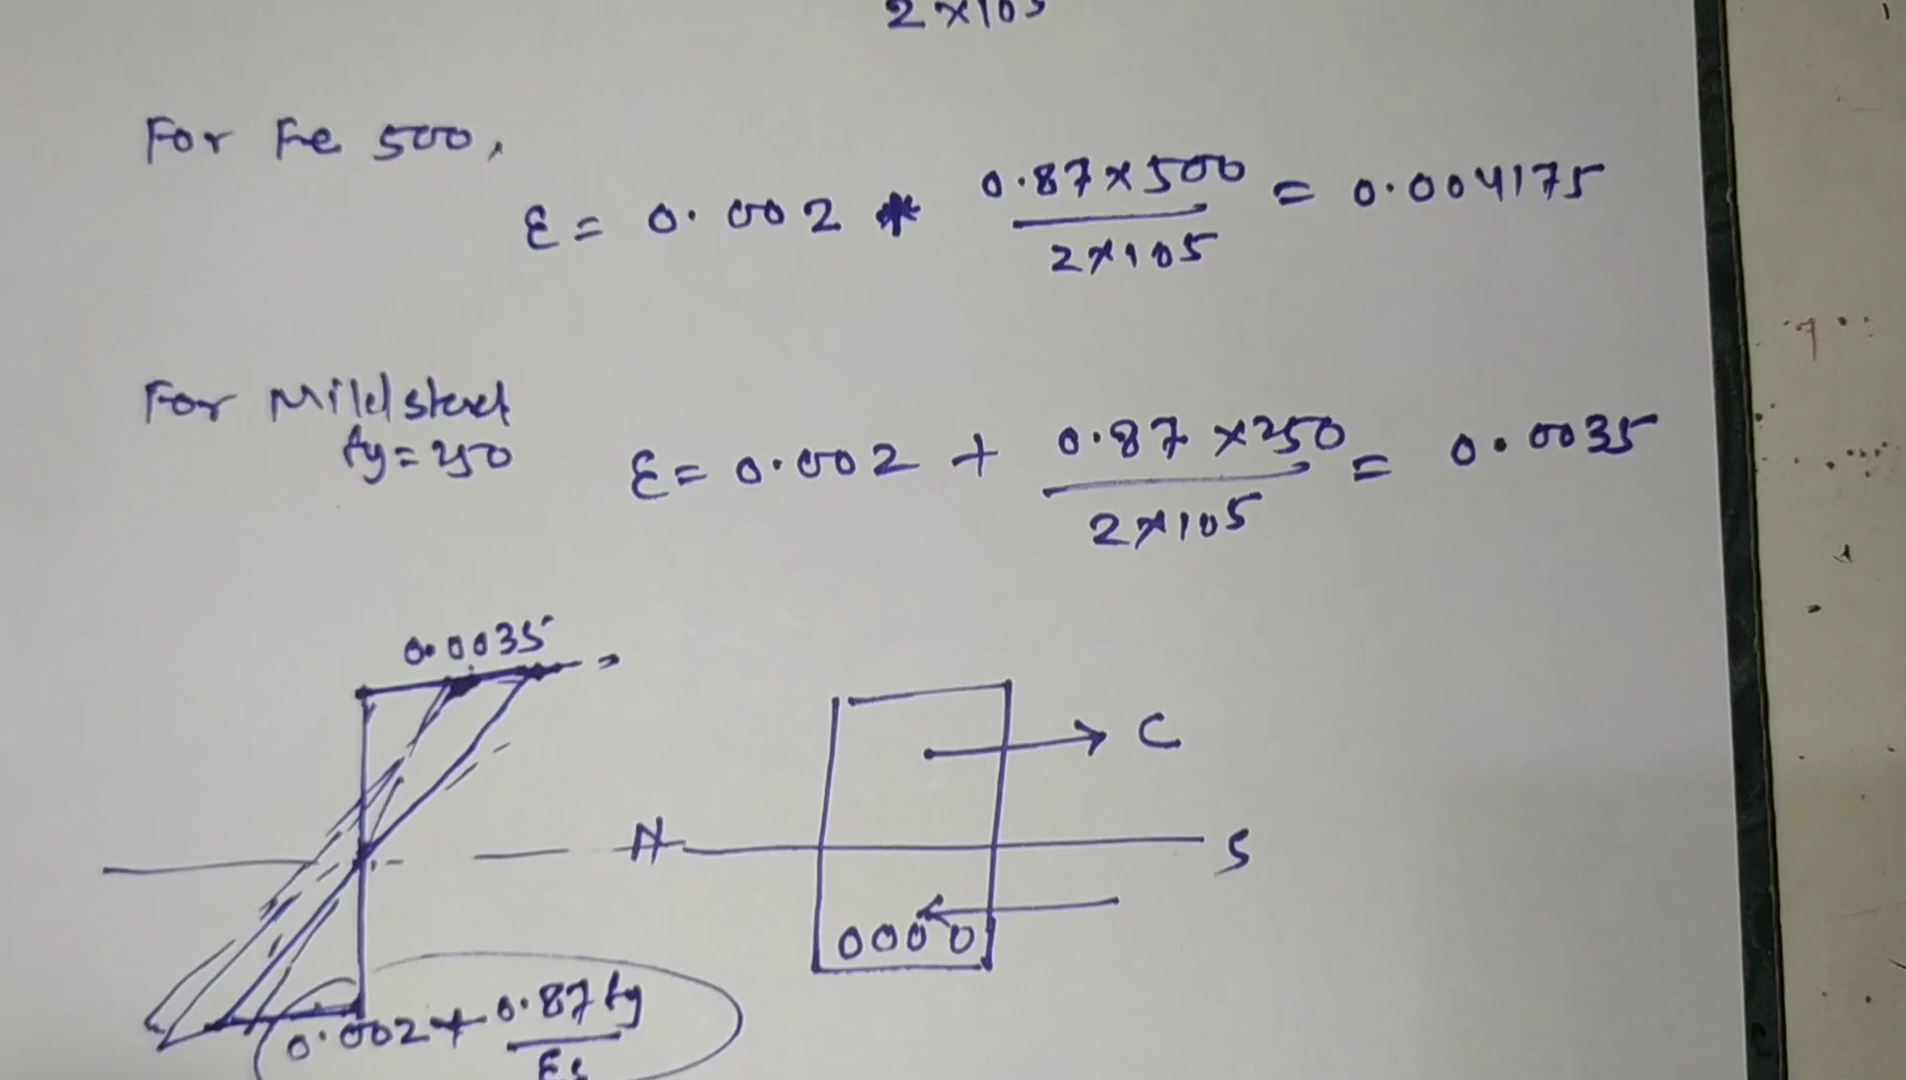 2×10⁵
For Fe 500,
ε = 0.002 + 0.87×500 / 2×10⁵ = 0.004175
For Mild steel
fy = 250
ε = 0.002 + 0.87×250 / 2×10⁵ = 0.0035
0.0035
C
N
S
0.002 + 0.87fy / Es